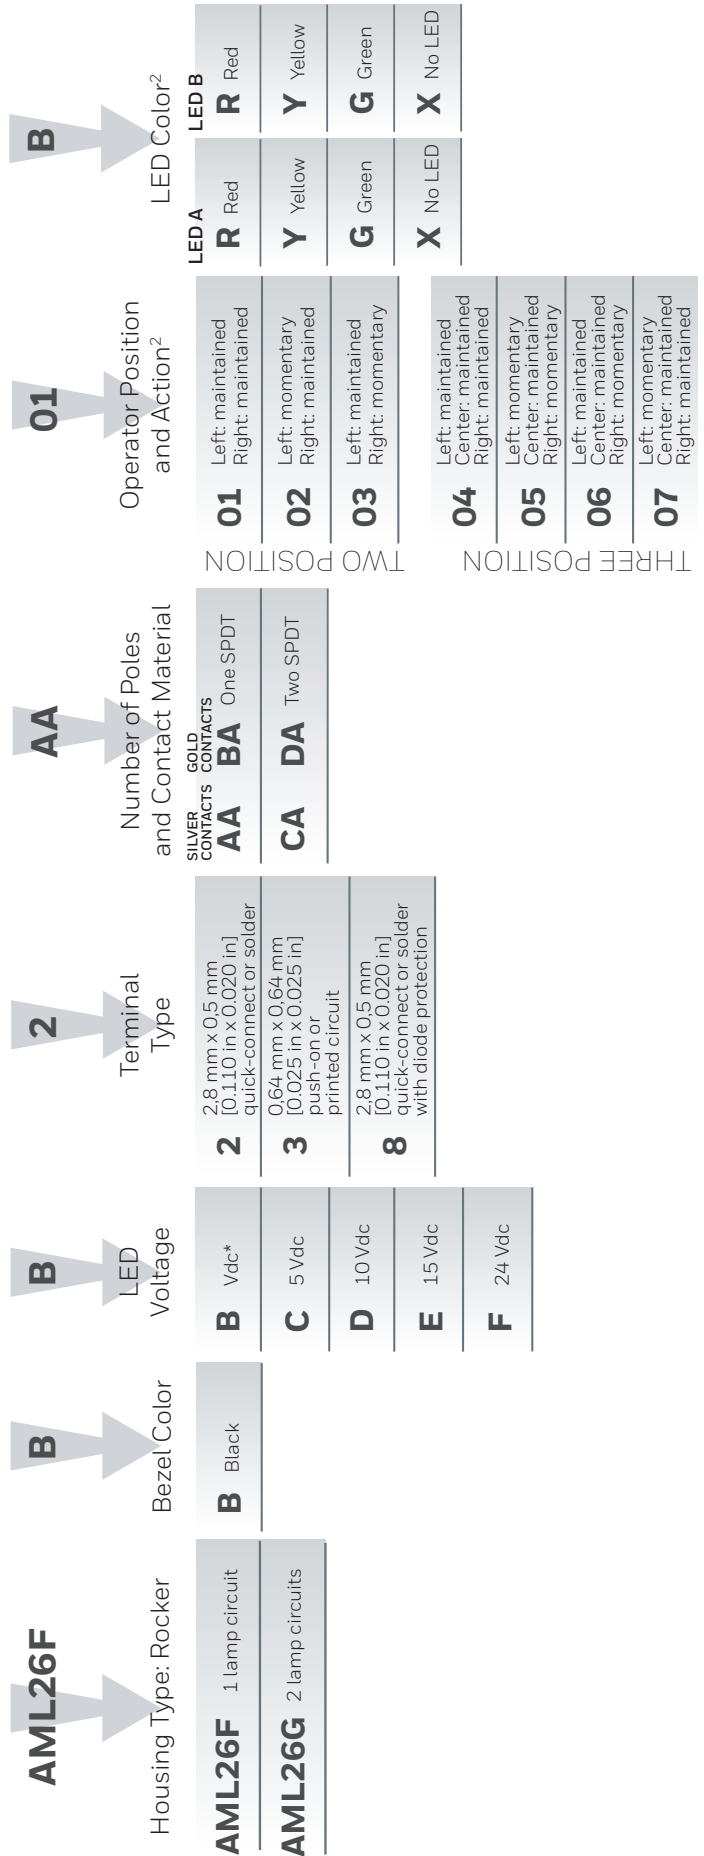 AML26F
Housing Type: Rocker
AML26F 1 lamp circuit
AML26G 2 lamp circuits
B
Bezel Color
B Black
B
LED
Voltage
B Vdc*
C 5 Vdc
D 10 Vdc
E 15 Vdc
F 24 Vdc
2
Terminal
Type
2 2,8 mm x 0,5 mm
[0.110 in x 0.020 in]
quick-connect or solder
3 0,64 mm x 0,64 mm
[0.025 in x 0.025 in]
push-on or
printed circuit
8 2,8 mm x 0,5 mm
[0.110 in x 0.020 in]
quick-connect or solder
with diode protection
AA
Number of Poles
and Contact Material
SILVER
CONTACTS
GOLD
CONTACTS
AA BA One SPDT
CA DA Two SPDT
01
Operator Position
and Action²
TWO POSITION
01 Left: maintained
Right: maintained
02 Left: momentary
Right: maintained
03 Left: maintained
Right: momentary
THREE POSITION
04 Left: maintained
Center: maintained
Right: maintained
05 Left: momentary
Center: maintained
Right: momentary
06 Left: maintained
Center: maintained
Right: momentary
07 Left: momentary
Center: maintained
Right: maintained
B
LED Color²
LED A LED B
R Red R Red
Y Yellow Y Yellow
G Green G Green
X No LED X No LED